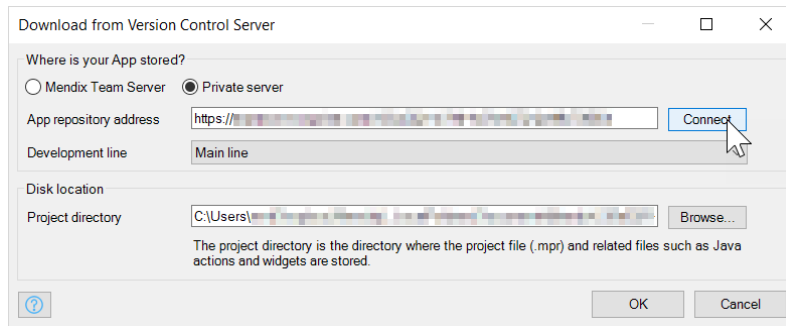 Download from Version Control Server
Where is your App stored?
Mendix Team Server Private server
App repository address https:// Connect
Development line Main line
Disk location
Project directory C:\Users\ Browse...
The project directory is the directory where the project file (.mpr) and related files such as Java
actions and widgets are stored.
? OK Cancel